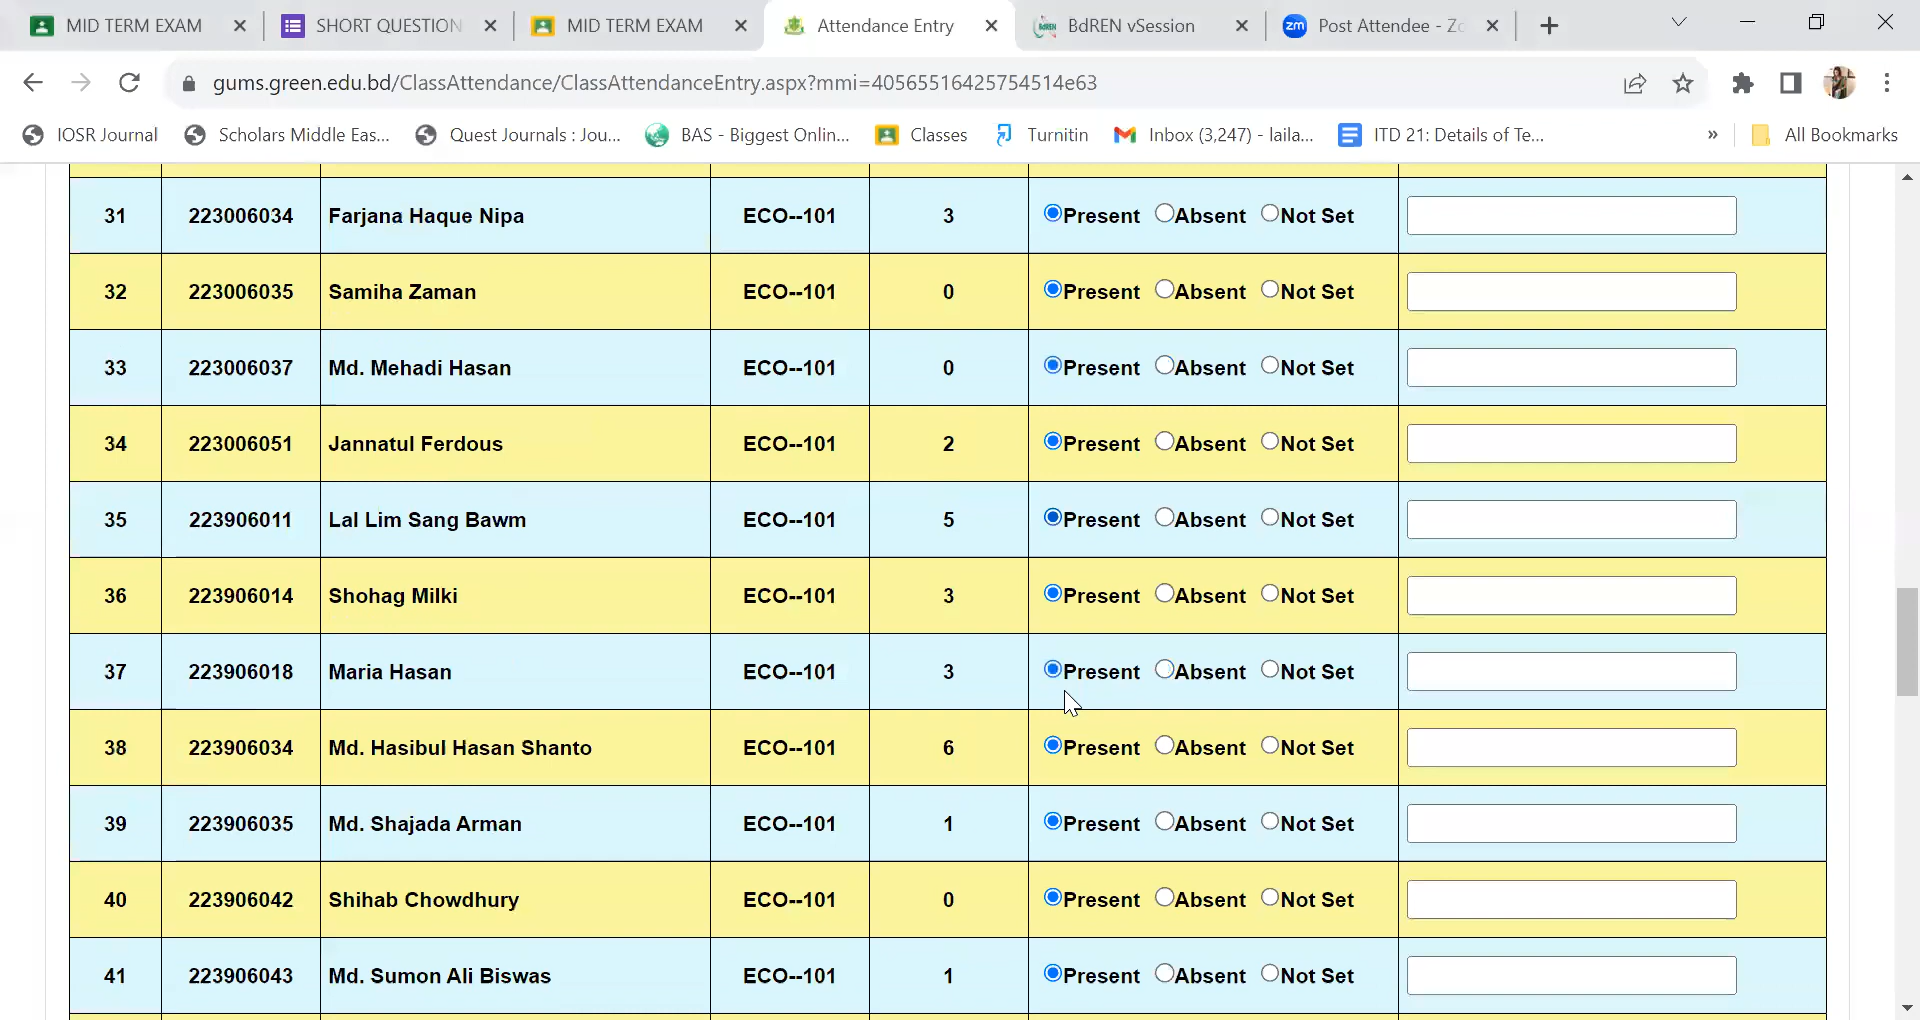 MID TERM EXAM
SHORT QUESTION
MID TERM EXAM
Attendance Entry
BdREN vSession
zm Post Attendee - Zo
gums.green.edu.bd/ClassAttendance/ClassAttendanceEntry.aspx?mmi=40565516425754514e63
IOSR Journal
Scholars Middle Eas...
Quest Journals : Jou...
BAS - Biggest Onlin...
Classes
Turnitin
Inbox (3,247) - laila...
ITD 21: Details of Te...
»
All Bookmarks
31 223006034 Farjana Haque Nipa ECO--101 3 Present Absent Not Set
32 223006035 Samiha Zaman ECO--101 0 Present Absent Not Set
33 223006037 Md. Mehadi Hasan ECO--101 0 Present Absent Not Set
34 223006051 Jannatul Ferdous ECO--101 2 Present Absent Not Set
35 223906011 Lal Lim Sang Bawm ECO--101 5 Present Absent Not Set
36 223906014 Shohag Milki ECO--101 3 Present Absent Not Set
37 223906018 Maria Hasan ECO--101 3 Present Absent Not Set
38 223906034 Md. Hasibul Hasan Shanto ECO--101 6 Present Absent Not Set
39 223906035 Md. Shajada Arman ECO--101 1 Present Absent Not Set
40 223906042 Shihab Chowdhury ECO--101 0 Present Absent Not Set
41 223906043 Md. Sumon Ali Biswas ECO--101 1 Present Absent Not Set